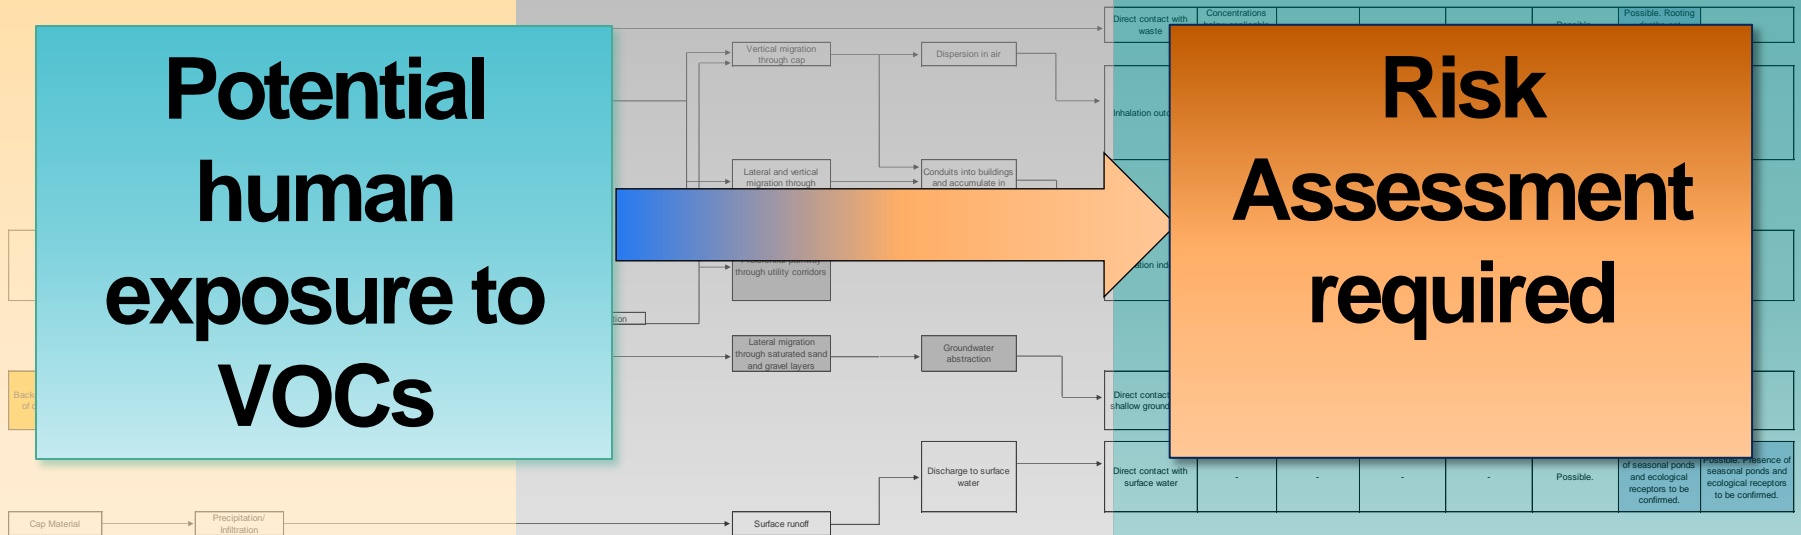 Potential
human
exposure to
VOCs
Risk
Assessment
required
Vertical migration
through cap
Dispersion in air
Lateral and vertical
migration through
Conduits into buildings
and accumulate in
through utility corridors
Lateral migration
through saturated sand
and gravel layers
Groundwater
abstraction
Discharge to surface
water
Surface runoff
Cap Material
Precipitation/
Infiltration
Direct contact with
waste
Concentrations
Possible. Rooting
Inhalation
Direct contact
shallow
Direct contact with
surface water
-
-
-
-
Possible.
of seasonal ponds
and ecological
receptors to be
confirmed.
Possible. Presence of
seasonal ponds and
ecological receptors
to be confirmed.